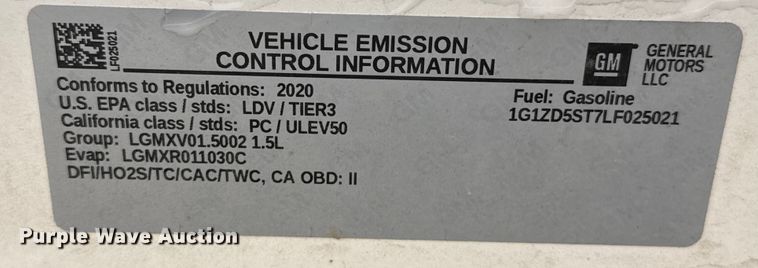 LF025021
VEHICLE EMISSION
CONTROL INFORMATION
GM
GENERAL
MOTORS
LLC
Conforms to Regulations: 2020
U.S. EPA class / stds: LDV / TIER3
California class / stds: PC / ULEV50
Group: LGMXV01.5002 1.5L
Evap: LGMXR011030C
DFI/HO2S/TC/CAC/TWC, CA OBD: II
Fuel: Gasoline
1G1ZD5ST7LF025021
Purple Wave Auction